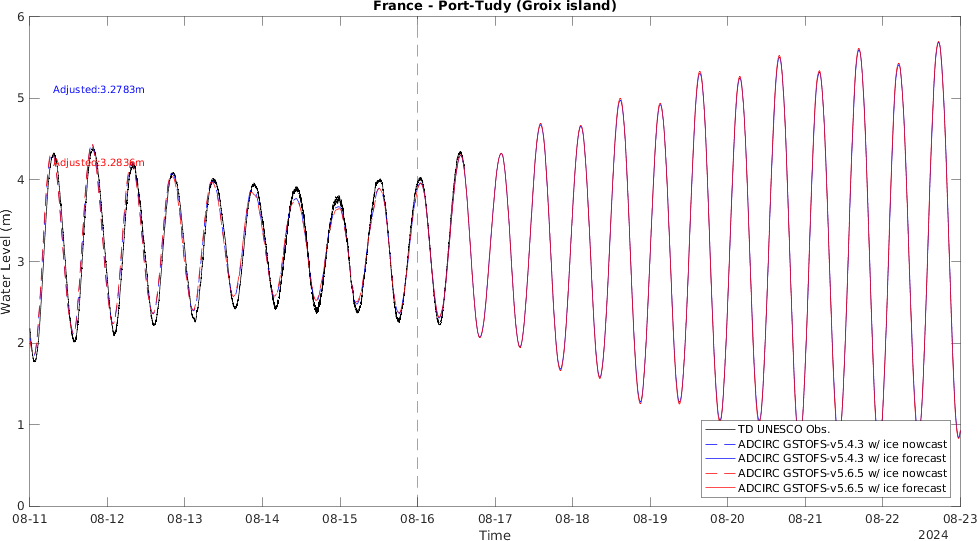 France - Port-Tudy (Groix island)
6
5
4
3
2
1
0
Water Level (m)
Adjusted:3.2783m
Adjusted:3.2836m
TD UNESCO Obs.
ADCIRC GSTOFS-v5.4.3 w/ ice nowcast
ADCIRC GSTOFS-v5.4.3 w/ ice forecast
ADCIRC GSTOFS-v5.6.5 w/ ice nowcast
ADCIRC GSTOFS-v5.6.5 w/ ice forecast
08-11 08-12 08-13 08-14 08-15 08-16 08-17 08-18 08-19 08-20 08-21 08-22 08-23
Time
2024